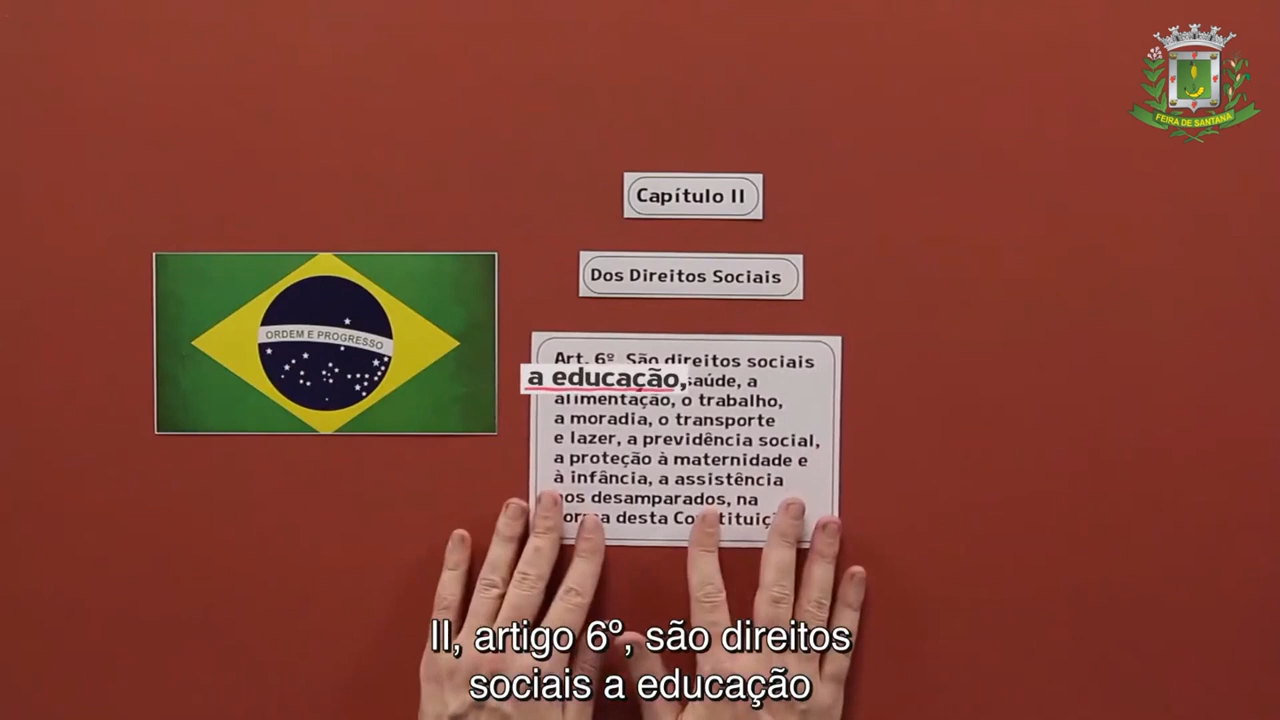 FEIRA DE SANTANA
Capítulo II
Dos Direitos Sociais
ORDEM E PROGRESSO
Art. 6º São direitos sociais
a educação, saúde, a
alimentação, o trabalho,
a moradia, o transporte
e lazer, a previdência social,
a proteção à maternidade e
à infância, a assistência
aos desamparados, na
desta
II, artigo 6º, são direitos
sociais a educação